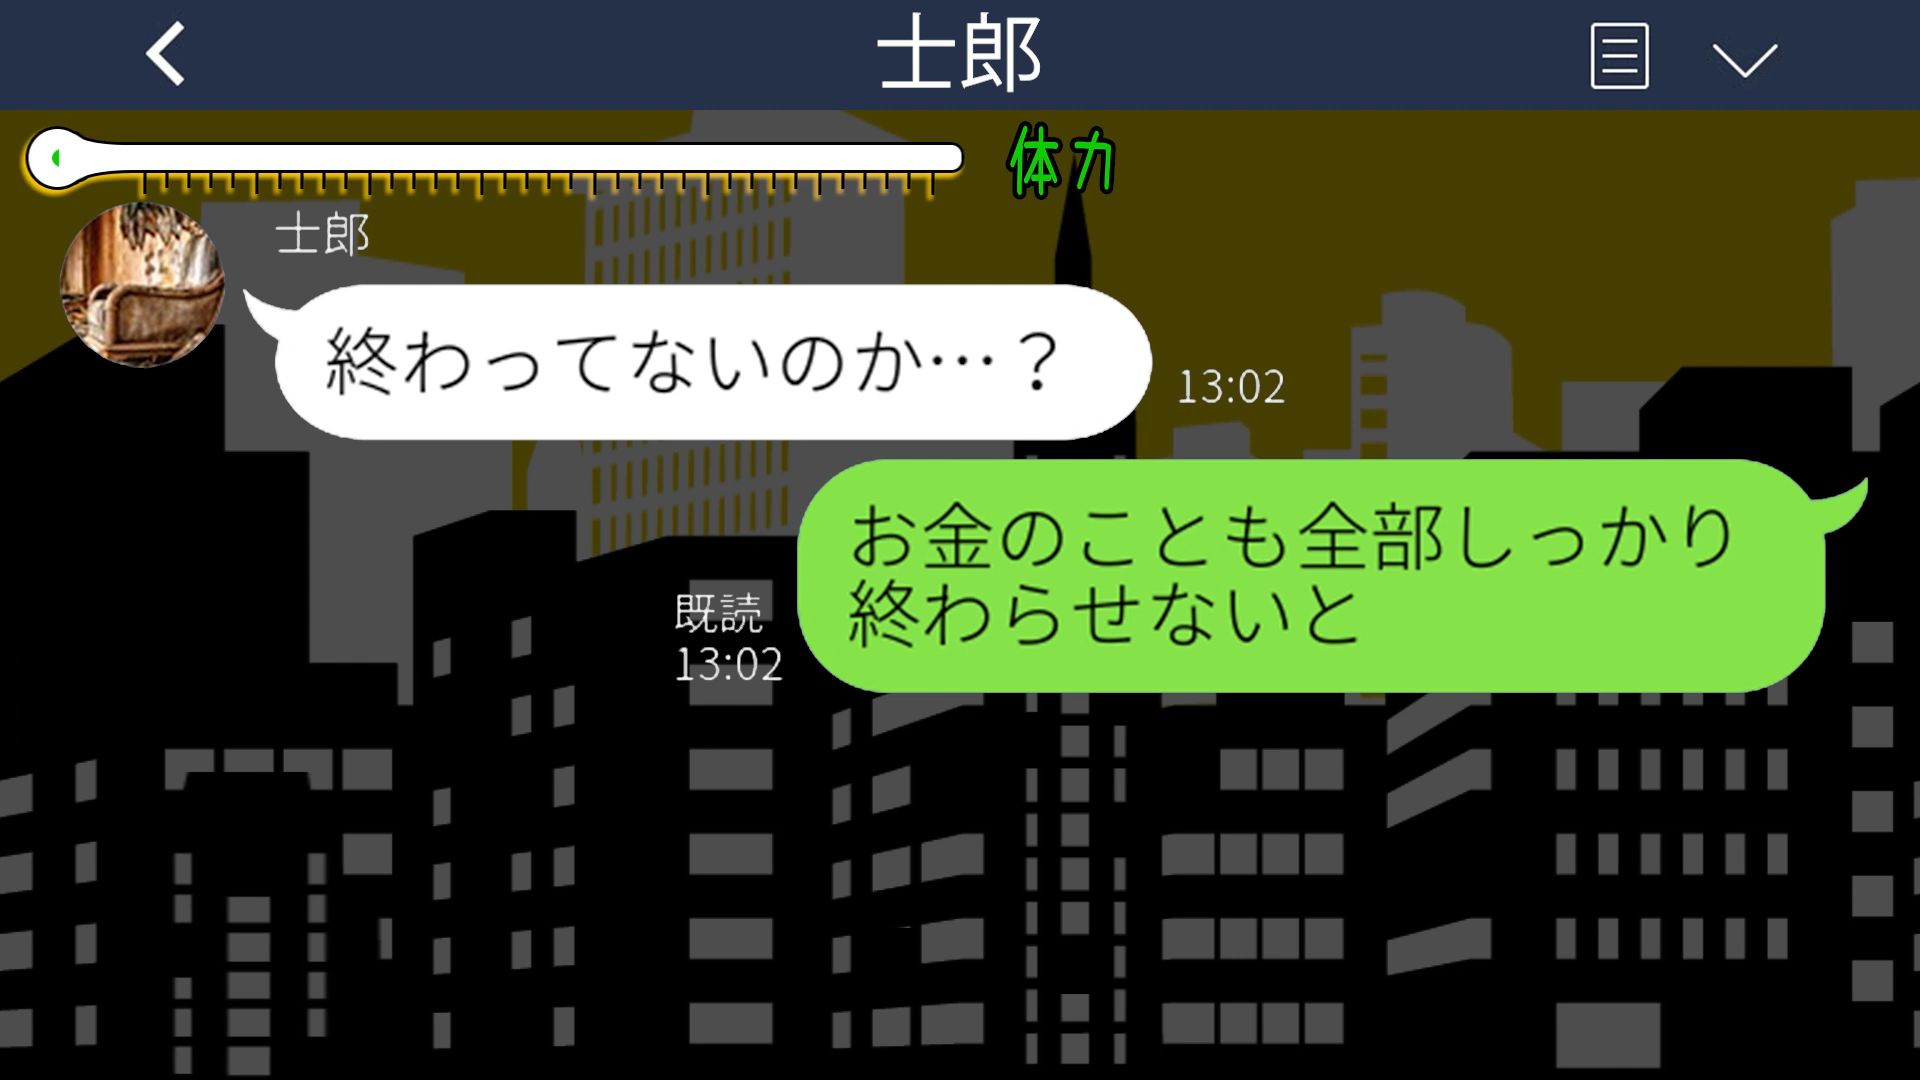 士郎
体力
士郎
終わってないのか…？
13:02
お金のことも全部しっかり
終わらせないと
既読
13:02